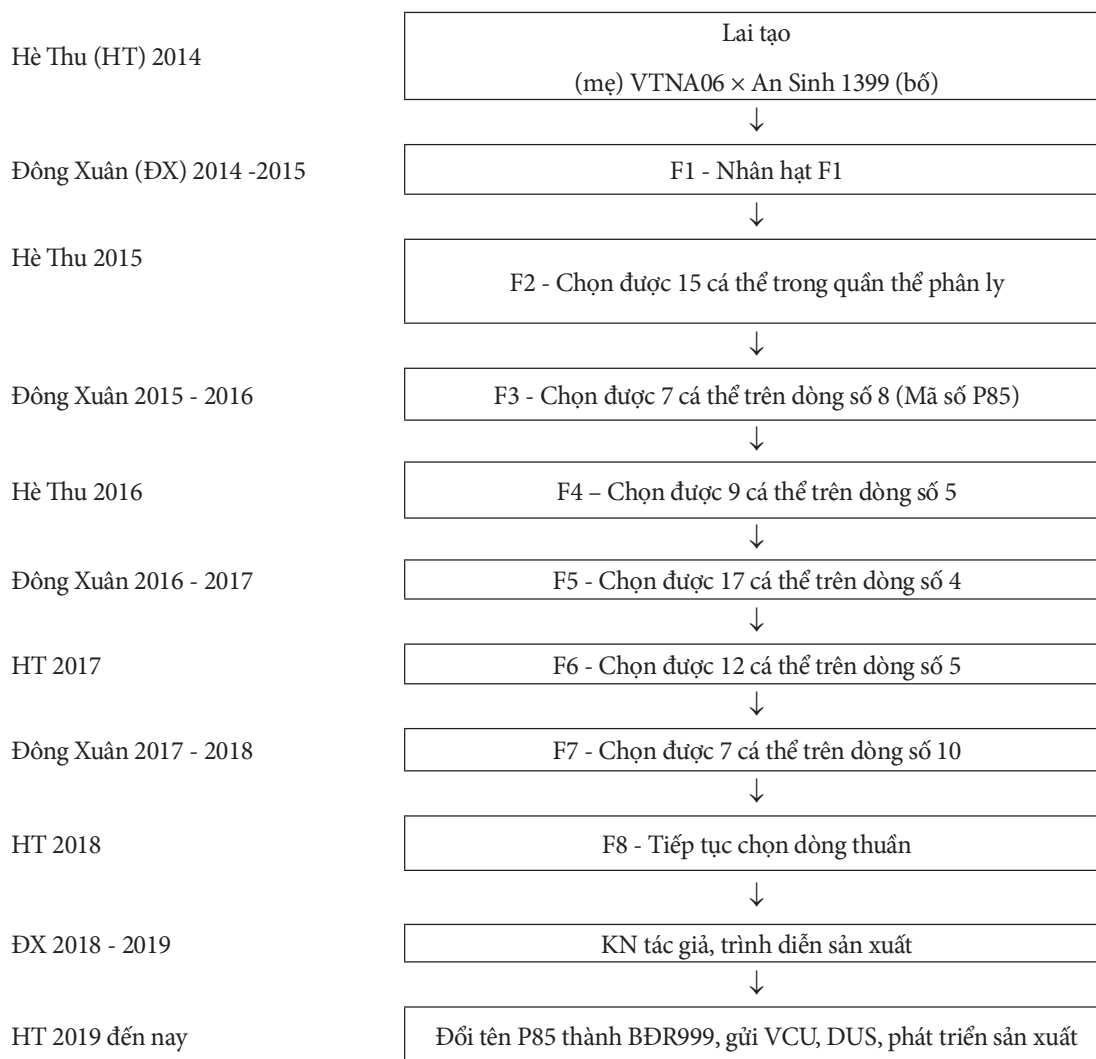 Hè Thu (HT) 2014
Lai tạo
(mẹ) VTNA06 × An Sinh 1399 (bố)
↓
Đông Xuân (ĐX) 2014 -2015
F1 - Nhân hạt F1
↓
Hè Thu 2015
F2 - Chọn được 15 cá thể trong quần thể phân ly
↓
Đông Xuân 2015 - 2016
F3 - Chọn được 7 cá thể trên dòng số 8 (Mã số P85)
↓
Hè Thu 2016
F4 – Chọn được 9 cá thể trên dòng số 5
↓
Đông Xuân 2016 - 2017
F5 - Chọn được 17 cá thể trên dòng số 4
↓
HT 2017
F6 - Chọn được 12 cá thể trên dòng số 5
↓
Đông Xuân 2017 - 2018
F7 - Chọn được 7 cá thể trên dòng số 10
↓
HT 2018
F8 - Tiếp tục chọn dòng thuần
↓
ĐX 2018 - 2019
KN tác giả, trình diễn sản xuất
↓
HT 2019 đến nay
Đổi tên P85 thành BĐR999, gửi VCU, DUS, phát triển sản xuất